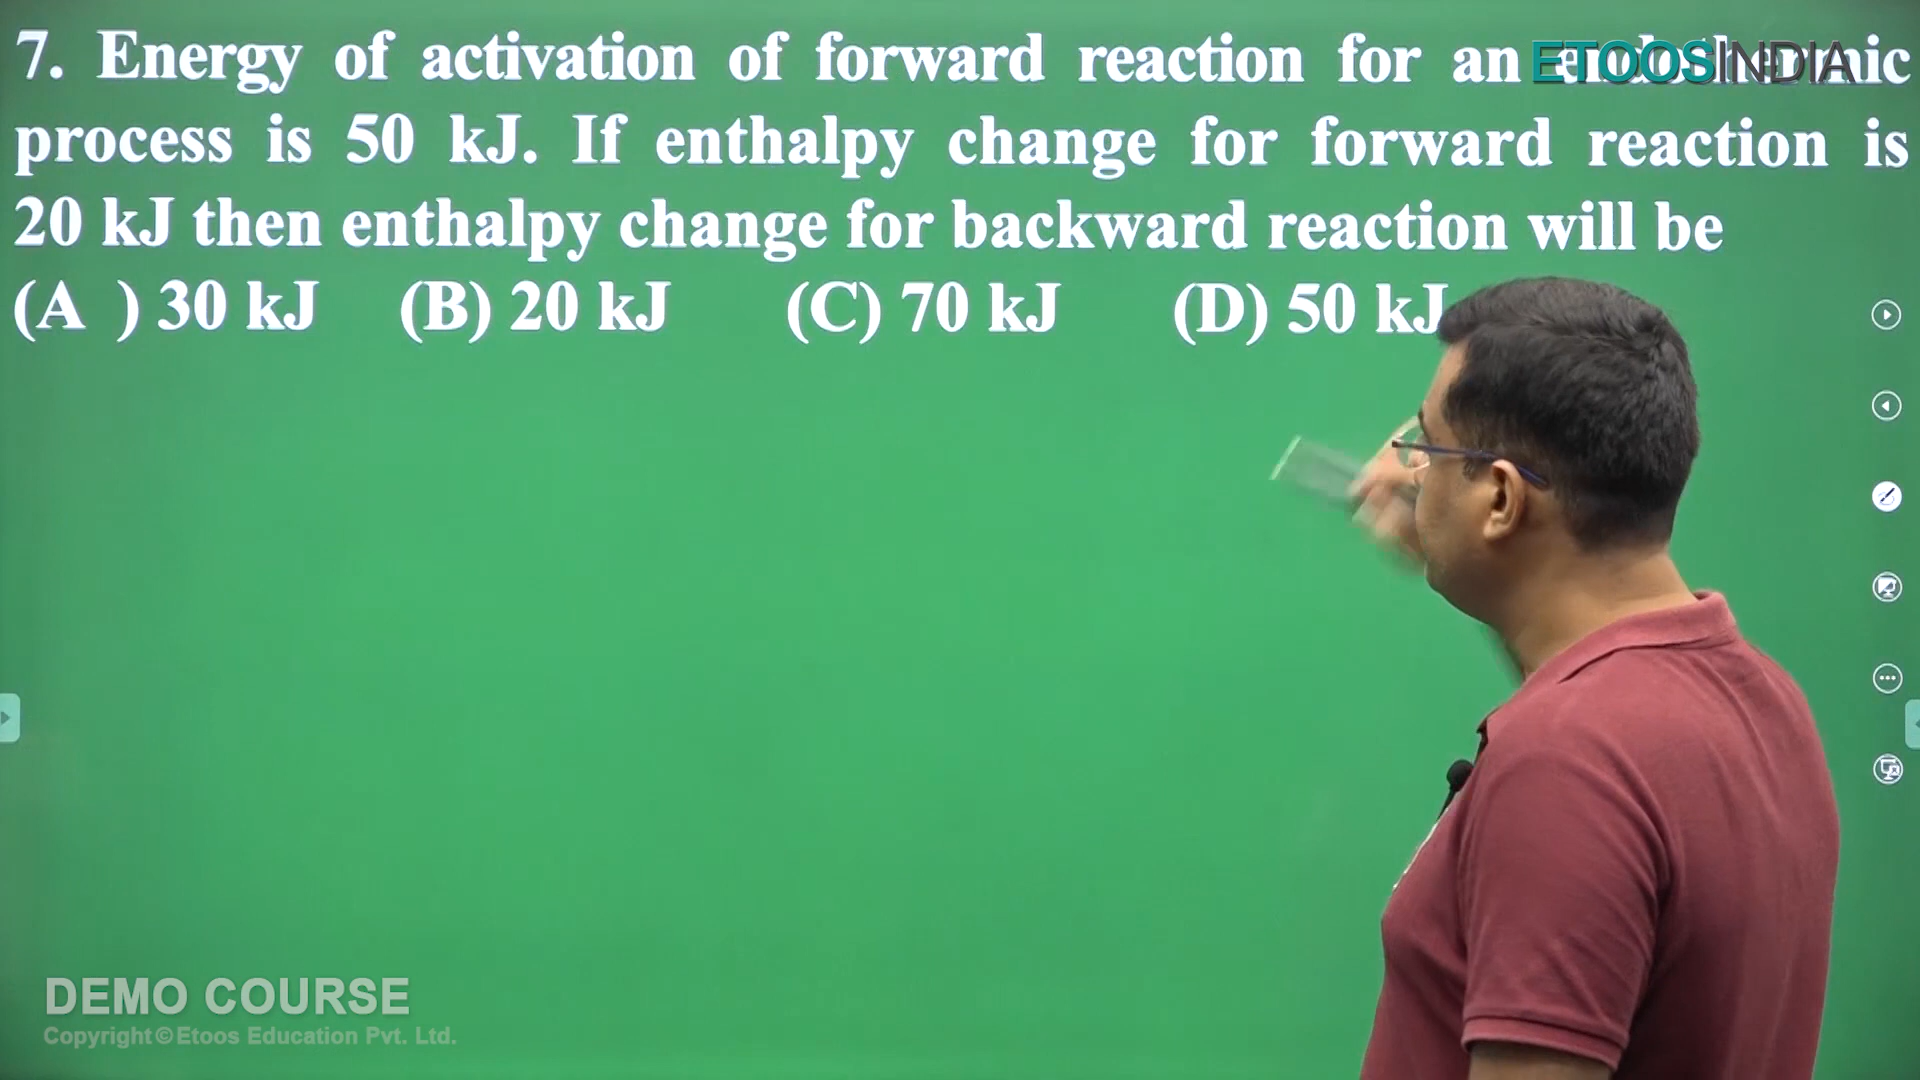 7. Energy of activation of forward reaction for an endothermic
ETOOSINDIA
process is 50 kJ. If enthalpy change for forward reaction is
20 kJ then enthalpy change for backward reaction will be
(A ) 30 kJ (B) 20 kJ (C) 70 kJ (D) 50 kJ
DEMO COURSE
Copyright © Etoos Education Pvt. Ltd.